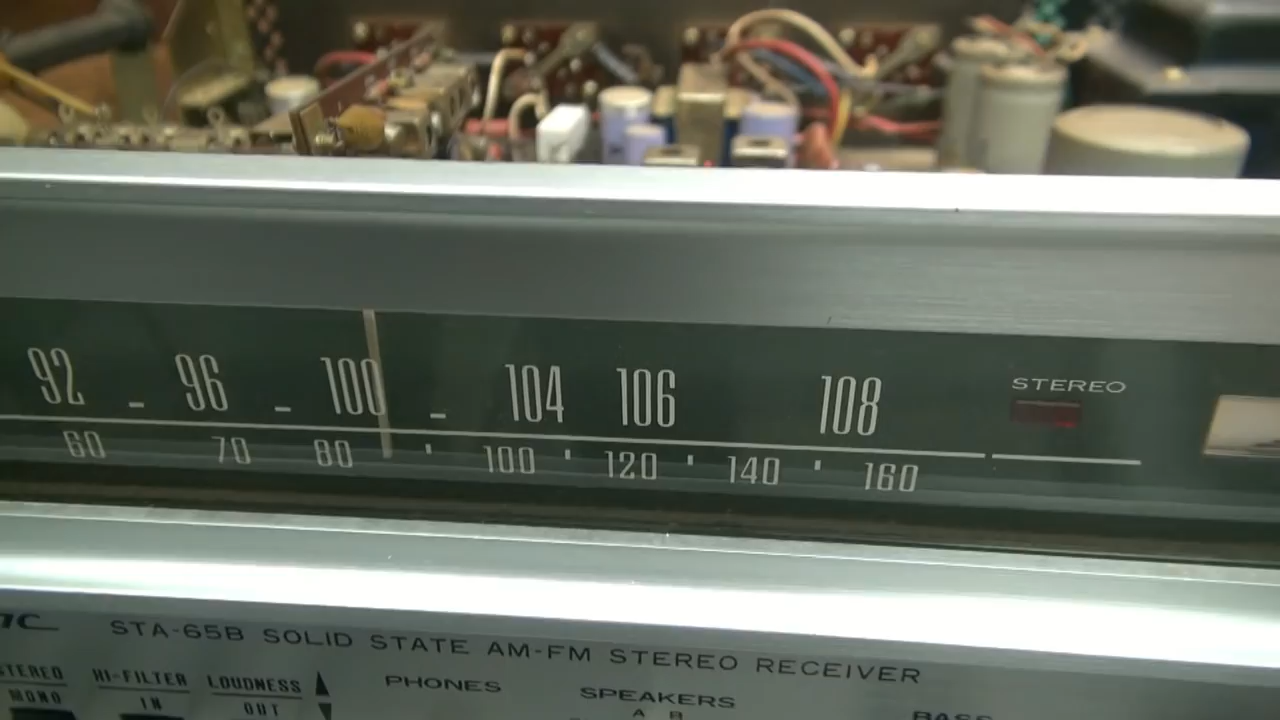 92 - 96 - 100 - 104 106 108
STEREO
60 70 80 ' 100 ' 120 ' 140 ' 160
STA-65B SOLID STATE AM-FM STEREO RECEIVER
STEREO HI-FILTER LOUDNESS PHONES SPEAKERS
MONO IN OUT A B BASS